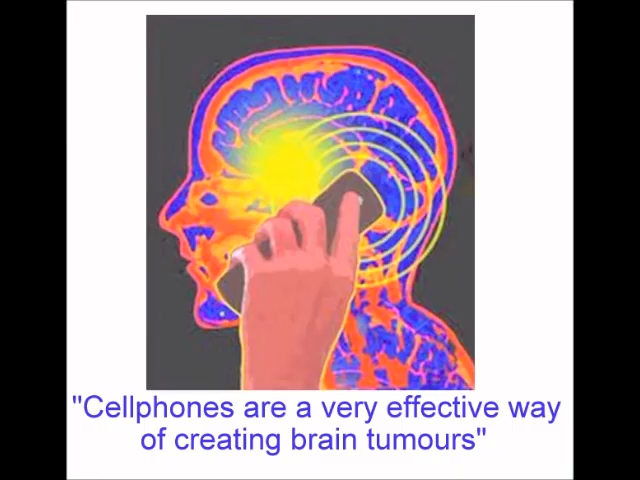 "Cellphones are a very effective way
of creating brain tumours"